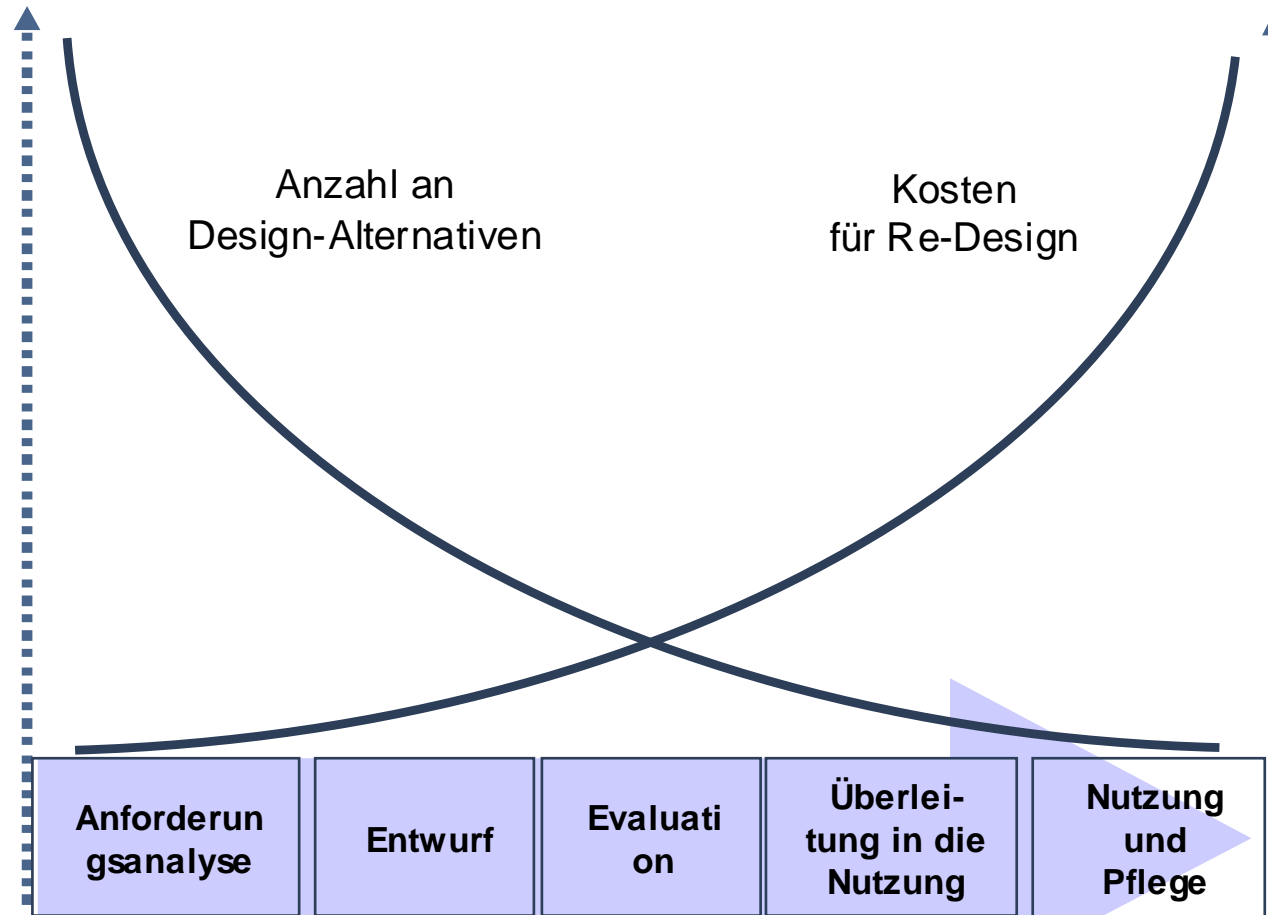 Anzahl an
Design-Alternativen
Kosten
für Re-Design
Anforderun
gsanalyse
Entwurf
Evaluati
on
Überlei-
tung in die
Nutzung
Nutzung
und
Pflege